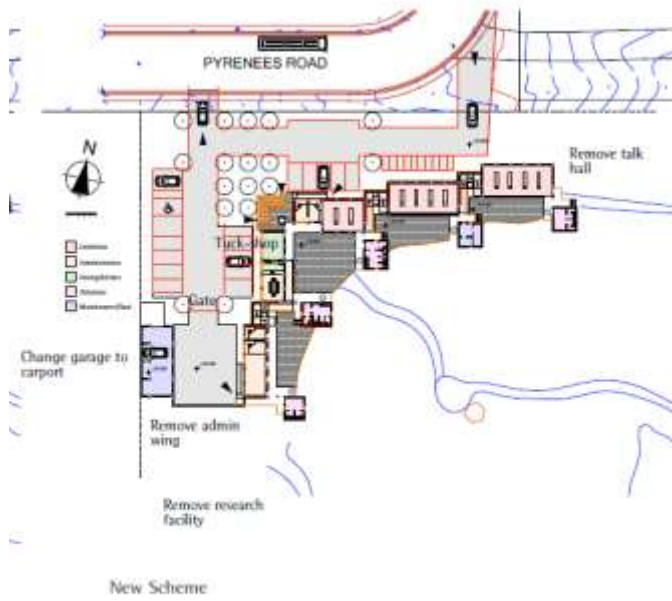 PYRENEES ROAD
N
Remove talk
hall
Tuck-shop
Gate
Change garage to
carport
Remove admin
wing
Remove research
facility
New Scheme